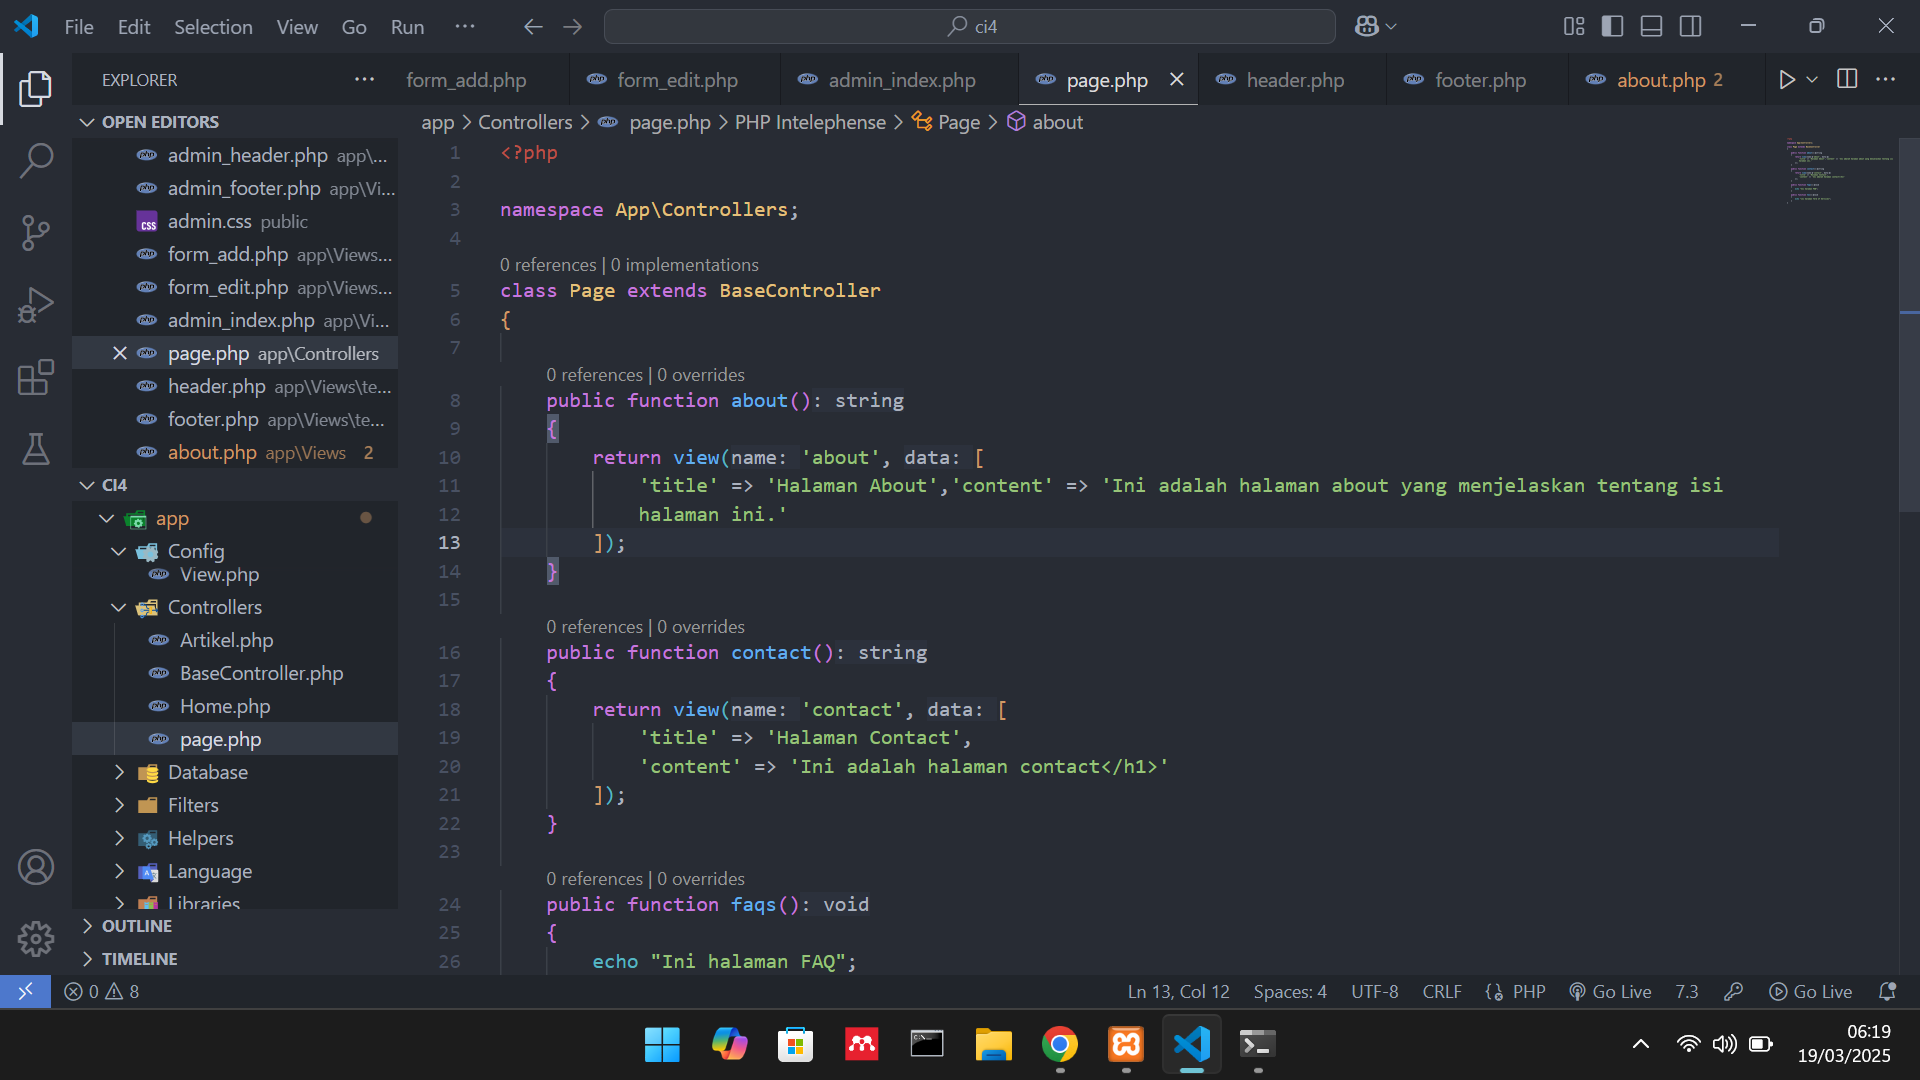 File Edit Selection View Go Run ··· ci4
EXPLORER ···
form_add.php form_edit.php admin_index.php page.php header.php footer.php about.php 2
OPEN EDITORS
admin_header.php app\...
admin_footer.php app\Vi...
admin.css public
form_add.php app\Views...
form_edit.php app\Views...
admin_index.php app\Vi...
page.php app\Controllers
header.php app\Views\te...
footer.php app\Views\te...
about.php app\Views 2
CI4
app
Config
View.php
Controllers
Artikel.php
BaseController.php
Home.php
page.php
Database
Filters
Helpers
Language
Libraries
OUTLINE
TIMELINE
app > Controllers > page.php > PHP Intelephense > Page > about
1 <?php
2
3 namespace App\Controllers;
4
0 references | 0 implementations
5 class Page extends BaseController
6 {
7
0 references | 0 overrides
8 public function about(): string
9 {
10 return view(name: 'about', data: [
11 'title' => 'Halaman About','content' => 'Ini adalah halaman about yang menjelaskan tentang isi
12 halaman ini.'
13 ]);
14 }
15
0 references | 0 overrides
16 public function contact(): string
17 {
18 return view(name: 'contact', data: [
19 'title' => 'Halaman Contact',
20 'content' => 'Ini adalah halaman contact</h1>'
21 ]);
22 }
23
0 references | 0 overrides
24 public function faqs(): void
25 {
26 echo "Ini halaman FAQ";
0 8 Ln 13, Col 12 Spaces: 4 UTF-8 CRLF PHP Go Live 7.3 Go Live
06:19
19/03/2025